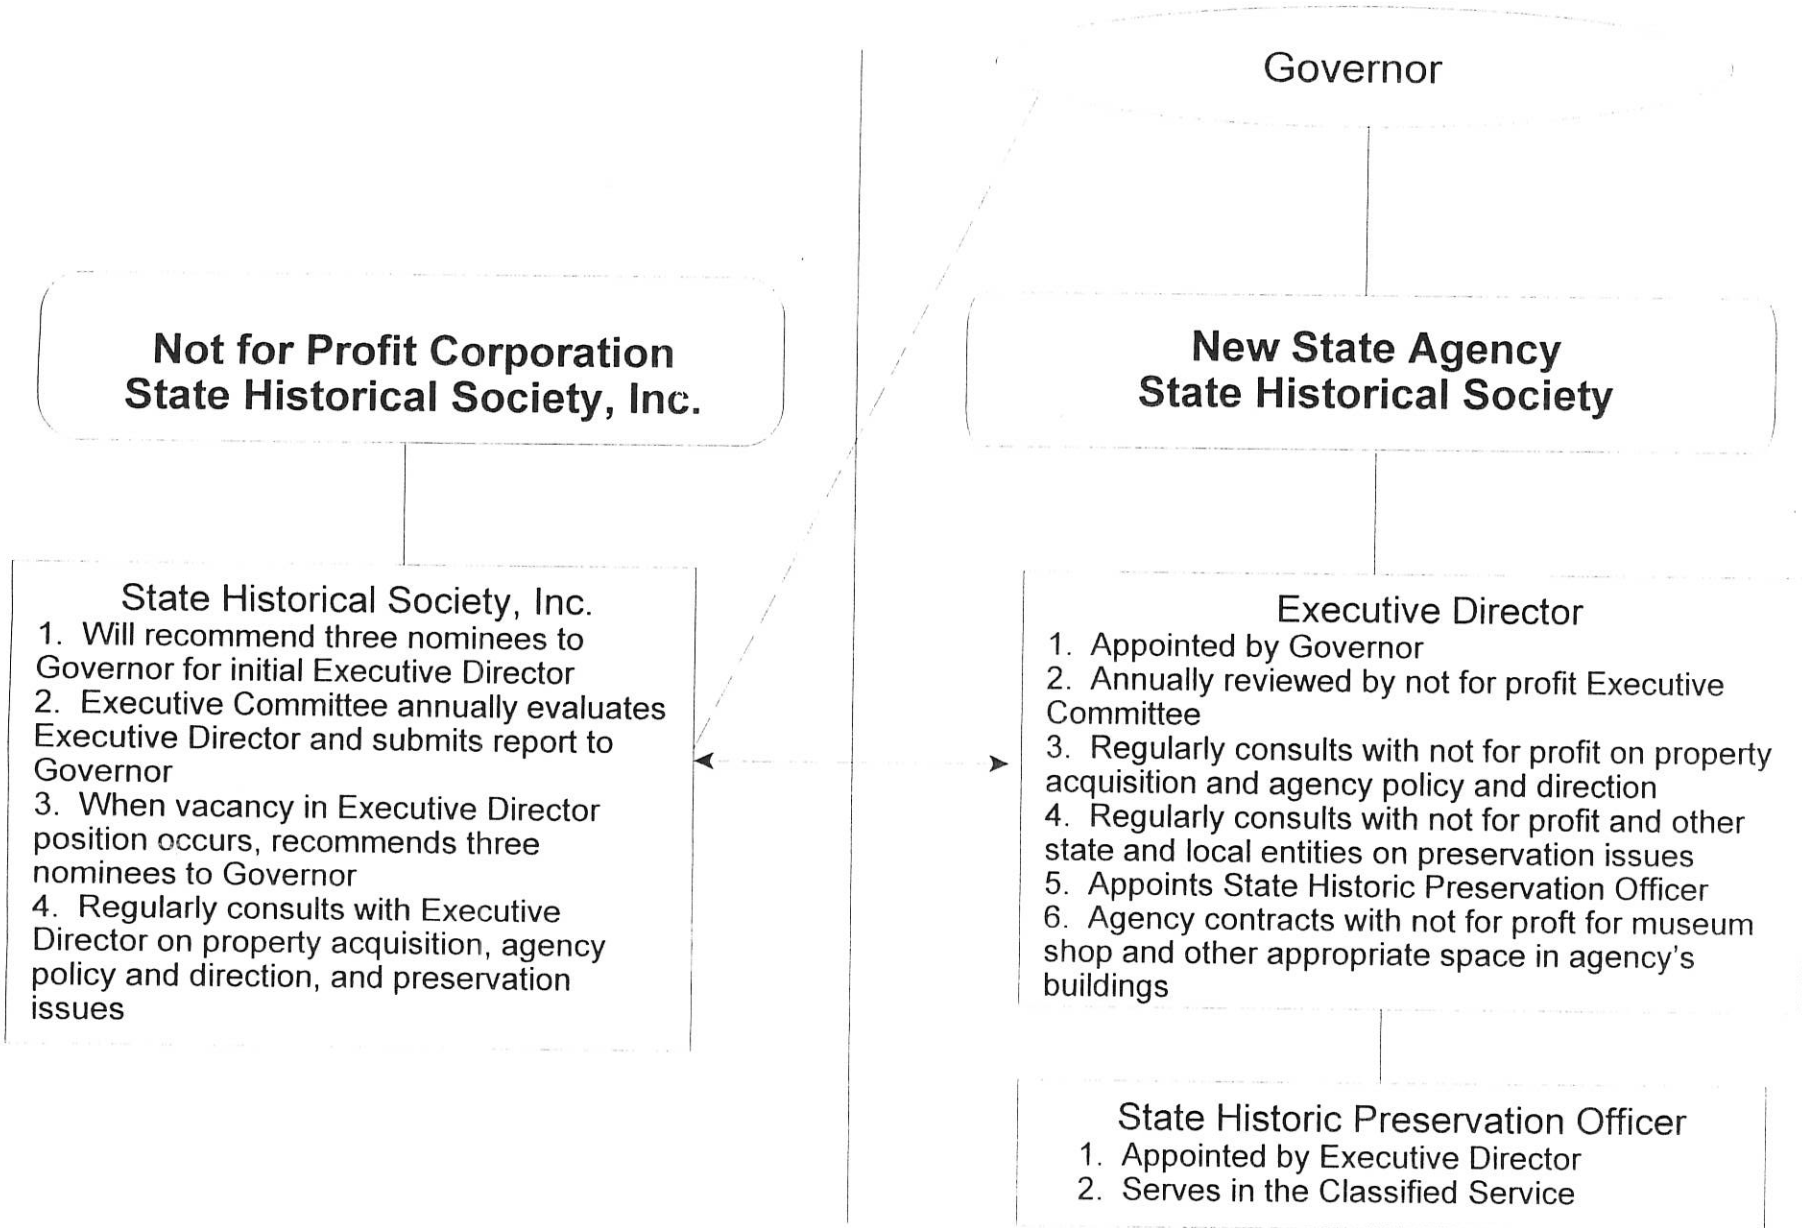 Governor
Not for Profit Corporation
State Historical Society, Inc.
New State Agency
State Historical Society
State Historical Society, Inc.
1. Will recommend three nominees to
Governor for initial Executive Director
2. Executive Committee annually evaluates
Executive Director and submits report to
Governor
3. When vacancy in Executive Director
position occurs, recommends three
nominees to Governor
4. Regularly consults with Executive
Director on property acquisition, agency
policy and direction, and preservation
issues
Executive Director
1. Appointed by Governor
2. Annually reviewed by not for profit Executive
Committee
3. Regularly consults with not for profit on property
acquisition and agency policy and direction
4. Regularly consults with not for profit and other
state and local entities on preservation issues
5. Appoints State Historic Preservation Officer
6. Agency contracts with not for proft for museum
shop and other appropriate space in agency's
buildings
State Historic Preservation Officer
1. Appointed by Executive Director
2. Serves in the Classified Service